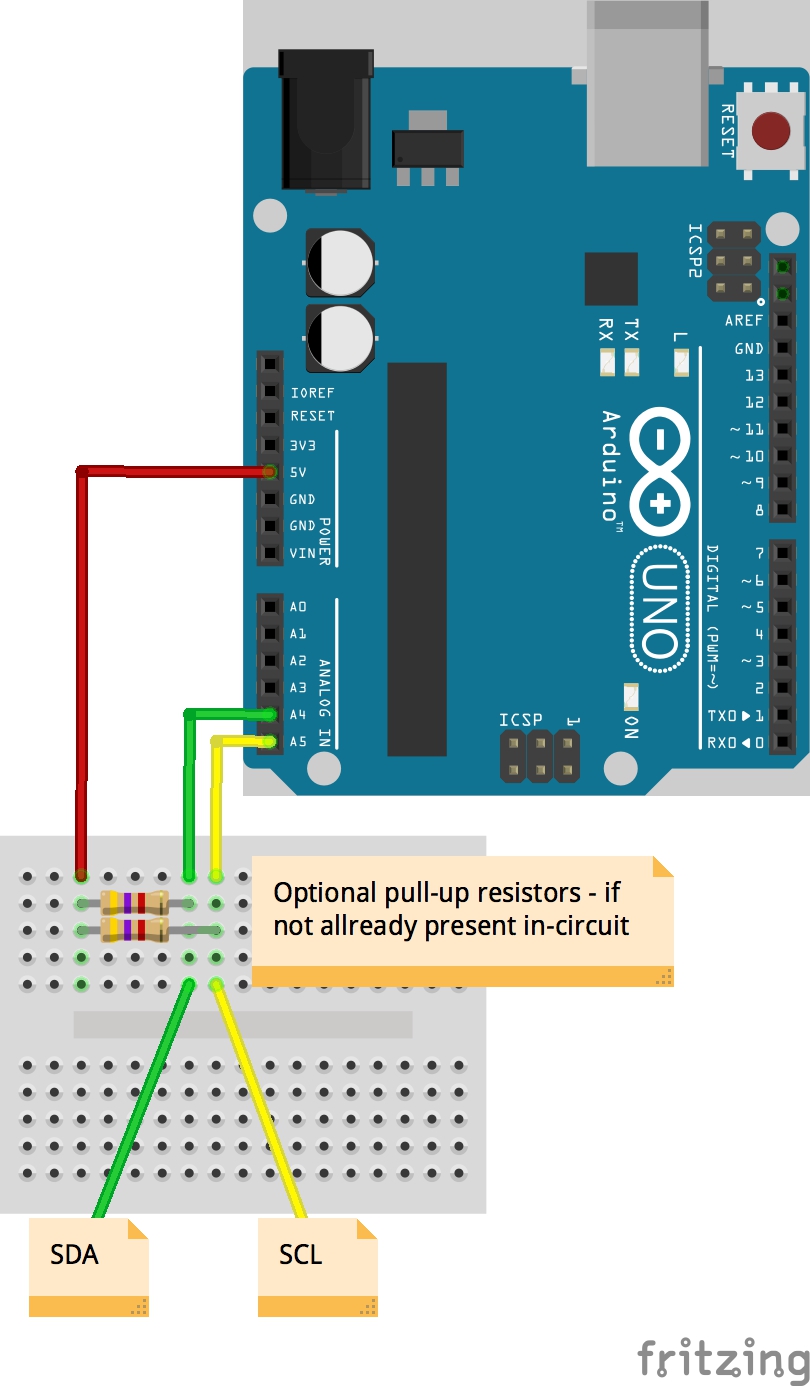 RESET
ICSP2
AREF
GND
13
12
~11
~10
~9
8
RX
TX
L
IOREF
RESET
3V3
5V
GND
GND
VIN
POWER
Arduino™
UNO
DIGITAL (PWM=~)
7
~6
~5
4
~3
2
TX0▶1
RX0◀0
A0
A1
A2
A3
A4
A5
ANALOG IN
ICSP
1
ON
Optional pull-up resistors - if
not allready present in-circuit
SDA
SCL
fritzing